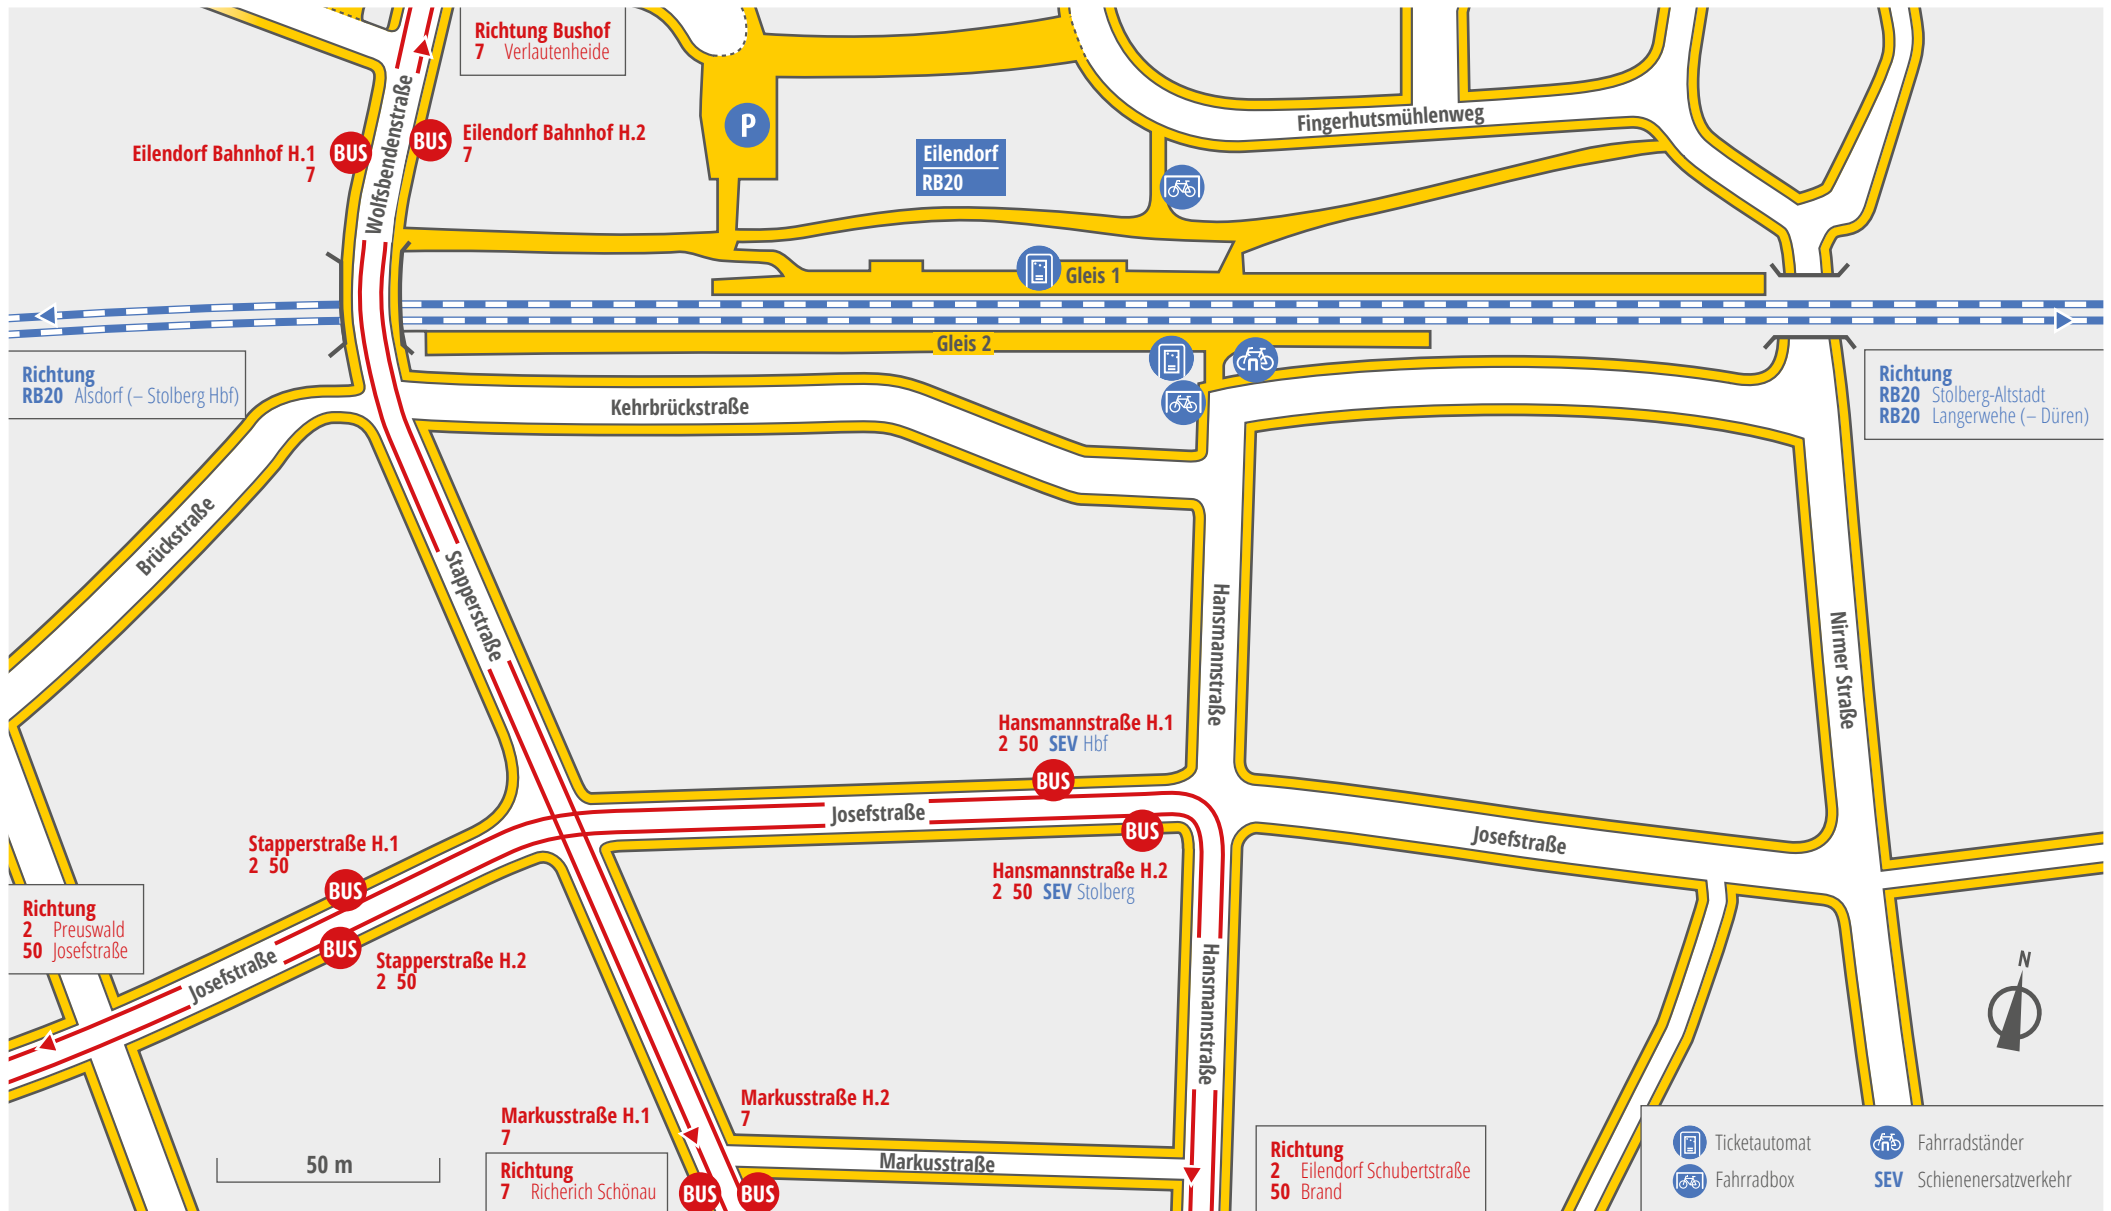 Richtung Bushof
7 Verlautenheide
Wolfsbendenstraße
Eilendorf Bahnhof H.1
7
BUS
BUS
Eilendorf Bahnhof H.2
7
P
Eilendorf
RB20
Fingerhutsmühlenweg
Gleis 1
Gleis 2
Richtung
RB20 Alsdorf (– Stolberg Hbf)
Richtung
RB20 Stolberg-Altstadt
RB20 Langerwehe (– Düren)
Kehrbrückstraße
Brückstraße
Stapperstraße
Hansmannstraße
Nirmer Straße
Hansmannstraße H.1
2 50 SEV Hbf
BUS
Josefstraße
BUS
Josefstraße
Hansmannstraße H.2
2 50 SEV Stolberg
Stapperstraße H.1
2 50
BUS
Richtung
2 Preuswald
50 Josefstraße
BUS
Stapperstraße H.2
2 50
Josefstraße
Hansmannstraße
N
Markusstraße H.1
7
Markusstraße H.2
7
50 m
Richtung
7 Richerich Schönau
BUS
BUS
Markusstraße
Richtung
2 Eilendorf Schubertstraße
50 Brand
Ticketautomat
Fahrradständer
Fahrradbox
SEV Schienenersatzverkehr